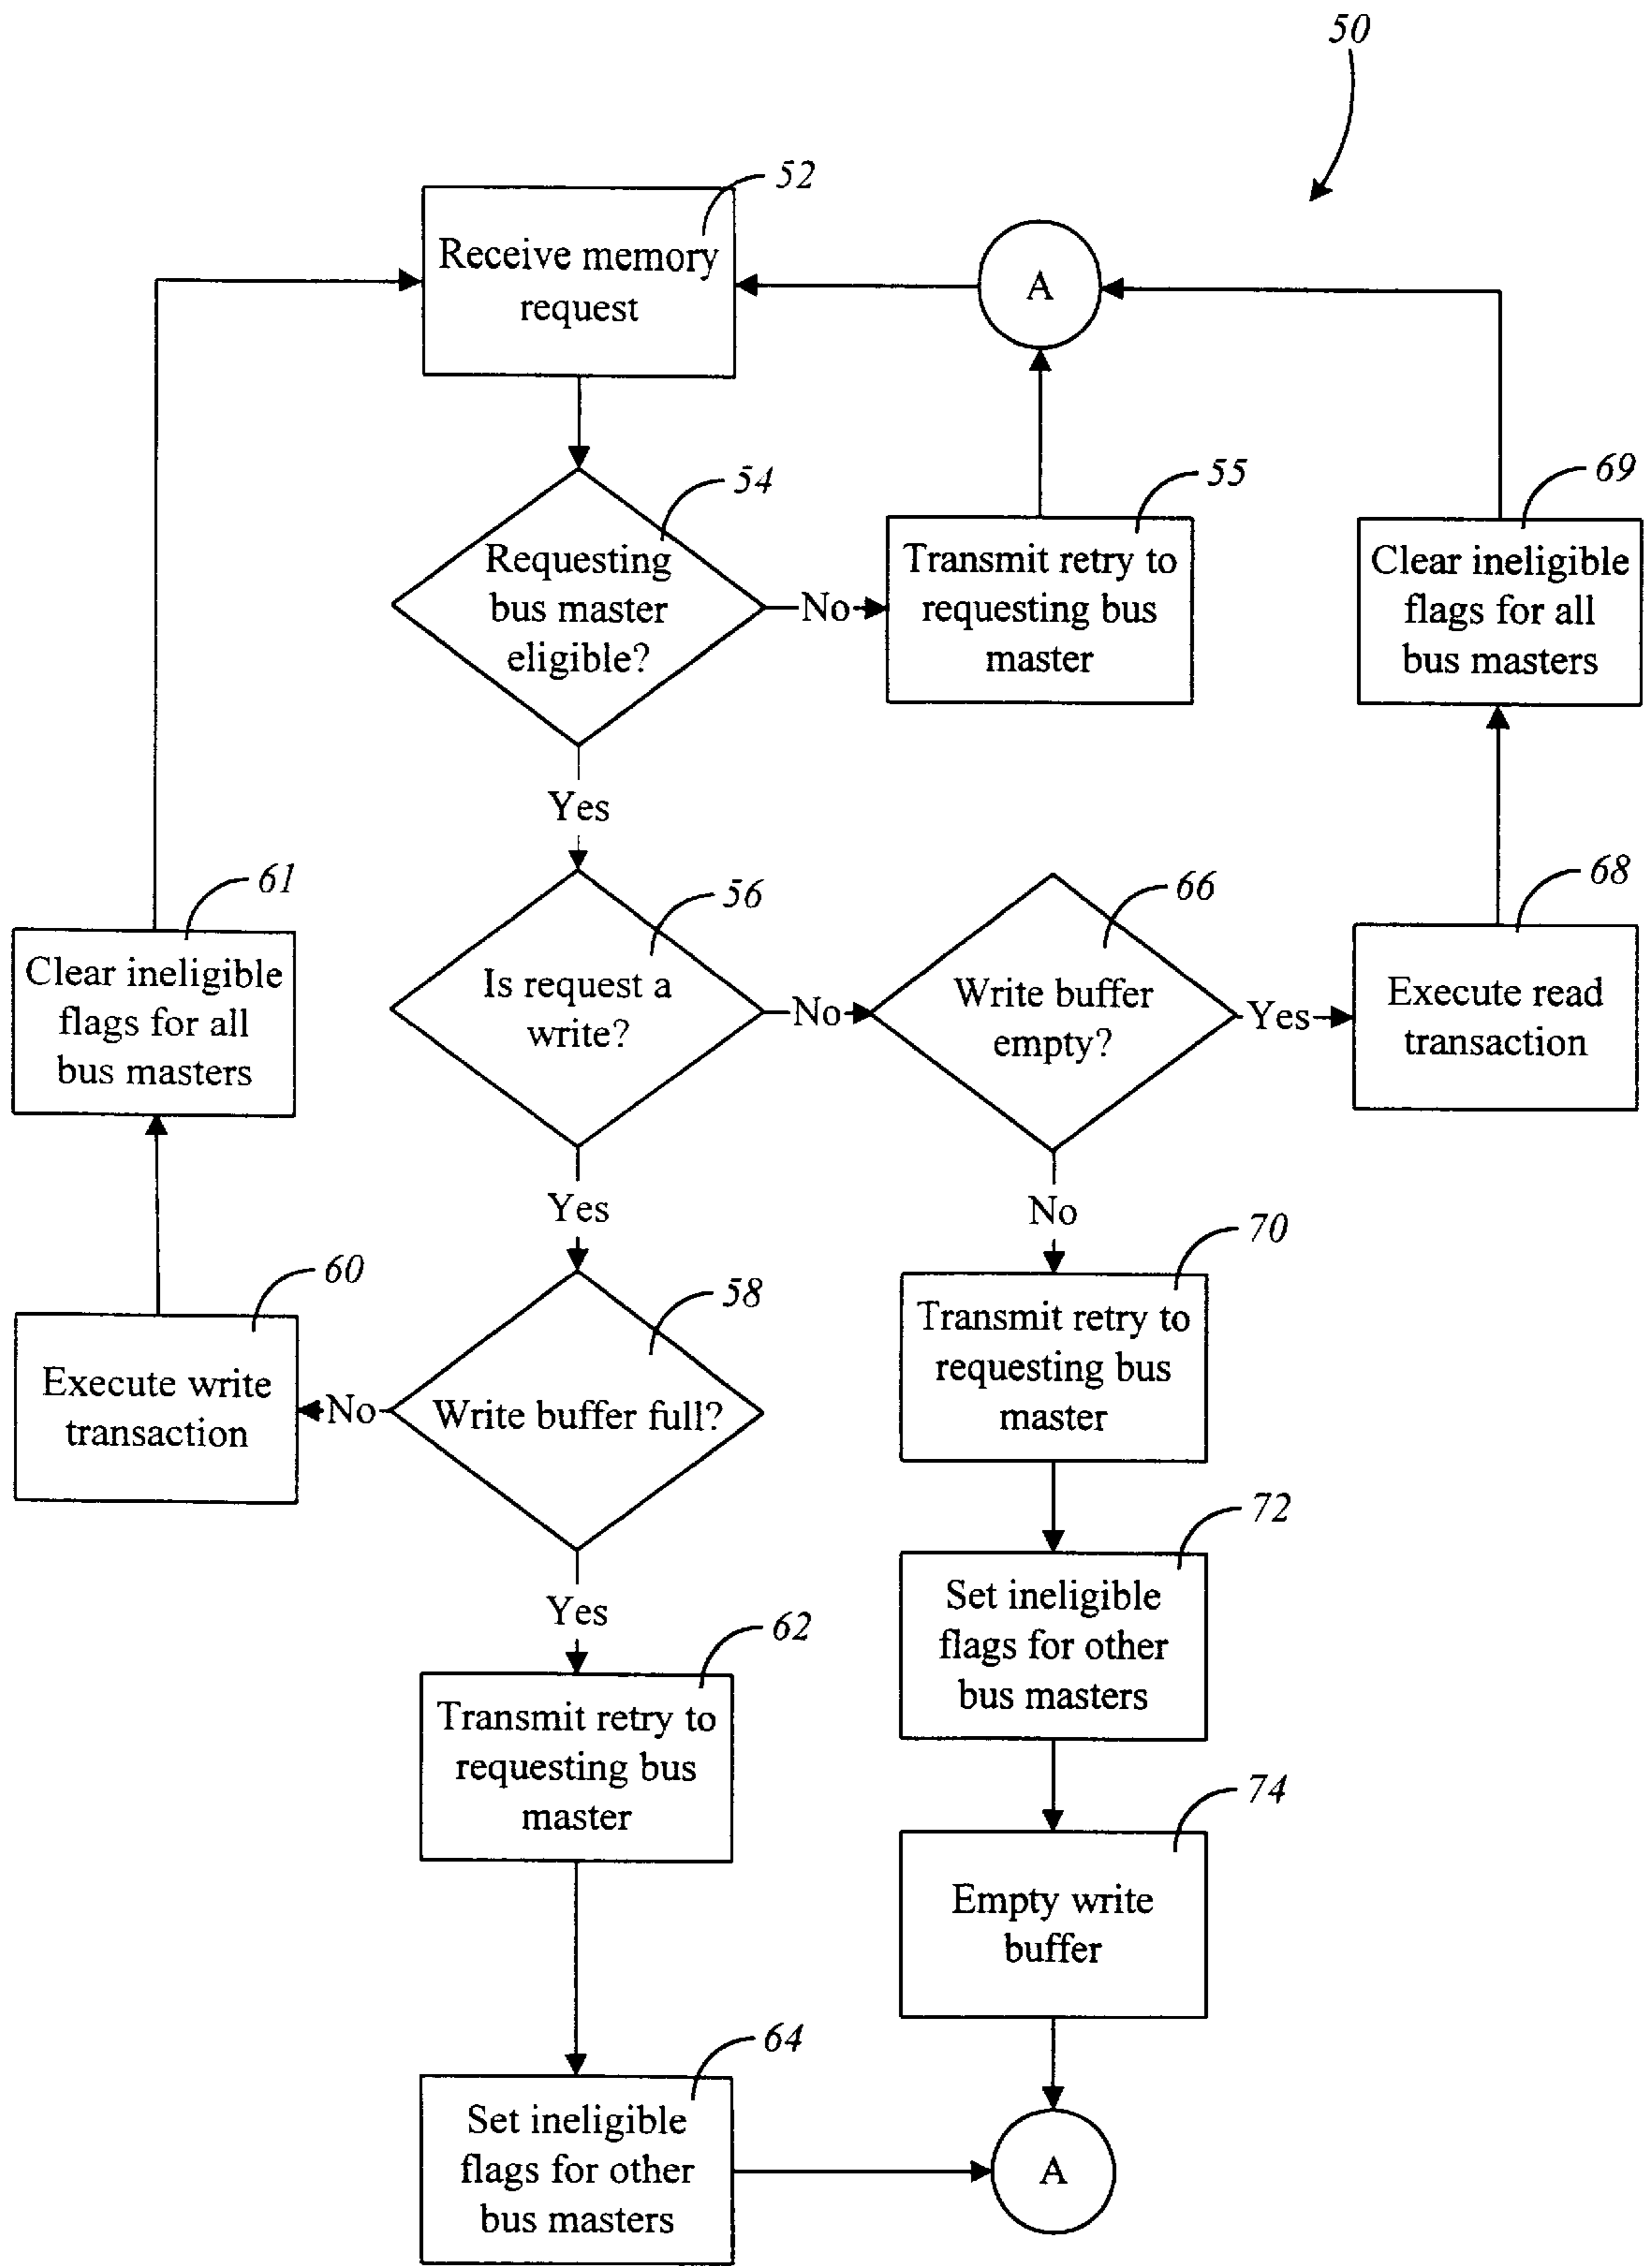 50
52
Receive memory
request
A
54
Requesting
bus master
eligible?
No
55
Transmit retry to
requesting bus
master
69
Clear ineligible
flags for all
bus masters
Yes
61
Clear ineligible
flags for all
bus masters
56
Is request a
write?
No
66
Write buffer
empty?
Yes
68
Execute read
transaction
Yes
No
60
Execute write
transaction
No
58
Write buffer full?
70
Transmit retry to
requesting bus
master
Yes
62
Transmit retry to
requesting bus
master
72
Set ineligible
flags for other
bus masters
74
Empty write
buffer
64
Set ineligible
flags for other
bus masters
A